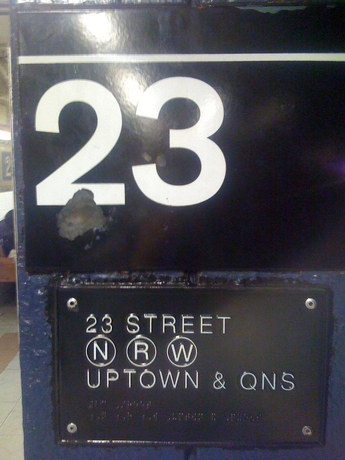 23
23 STREET
N R W
UPTOWN & QNS